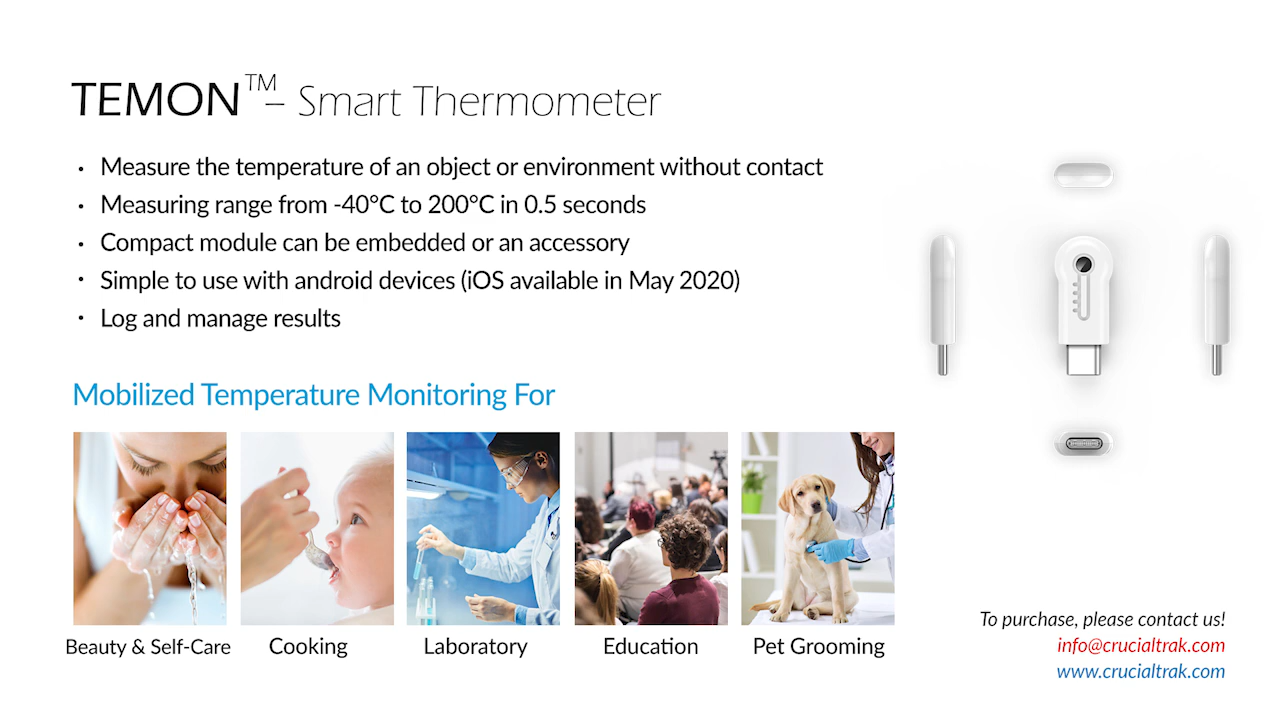 TEMON™– Smart Thermometer
• Measure the temperature of an object or environment without contact
• Measuring range from -40°C to 200°C in 0.5 seconds
• Compact module can be embedded or an accessory
• Simple to use with android devices (iOS available in May 2020)
• Log and manage results
Mobilized Temperature Monitoring For
Beauty & Self-Care
Cooking
Laboratory
Education
Pet Grooming
To purchase, please contact us!
info@crucialtrak.com
www.crucialtrak.com